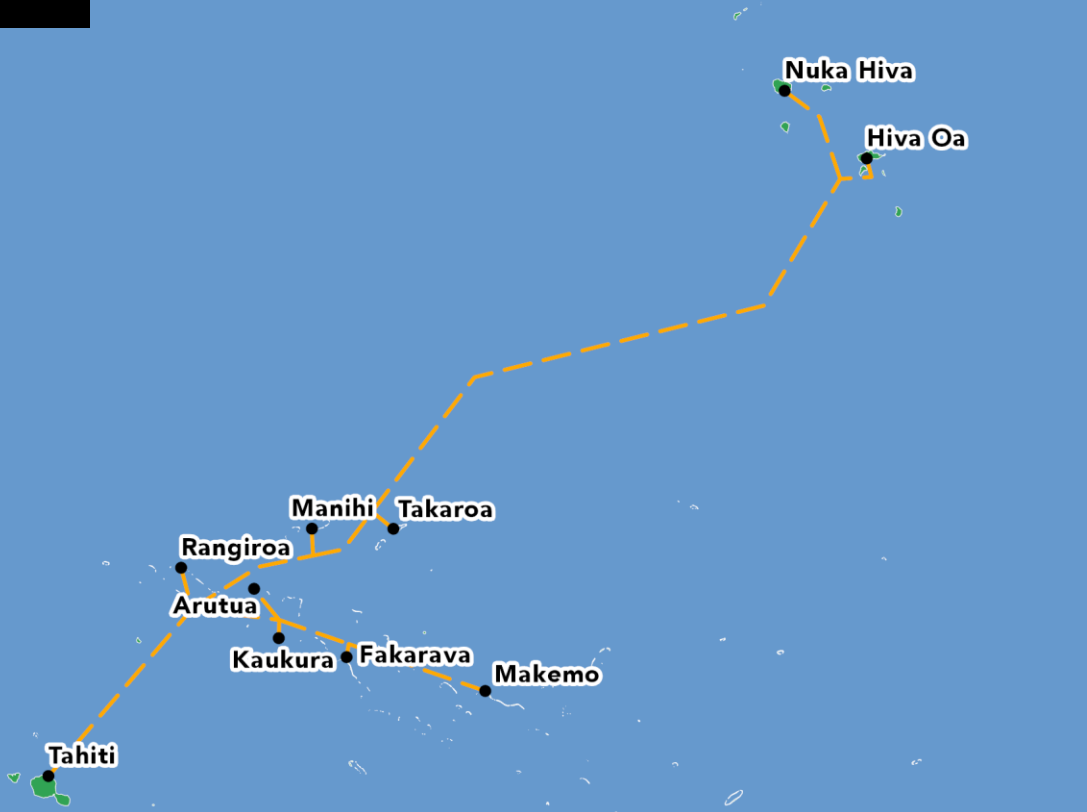 Nuka Hiva
Hiva Oa
Manihi
Takaroa
Rangiroa
Arutua
Kaukura
Fakarava
Makemo
Tahiti